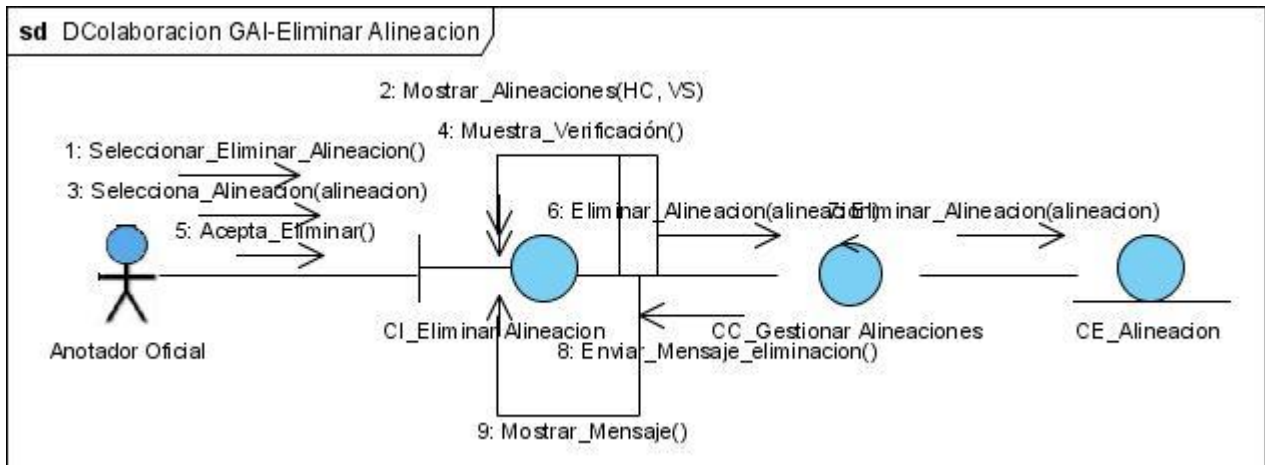 sd DColaboracion GAI-Eliminar Alineacion
2: Mostrar_Alineaciones(HC, VS)
4: Muestra_Verificación()
1: Seleccionar_Eliminar_Alineacion()
3: Selecciona_Alineacion(alineacion)
5: Acepta_Eliminar()
6: Eliminar_Alineacion(alineacion)
7: Eliminar_Alineacion(alineacion)
Anotador Oficial
CI_Eliminar Alineacion
CC_Gestionar Alineaciones
CE_Alineacion
8: Enviar_Mensaje_eliminacion()
9: Mostrar_Mensaje()